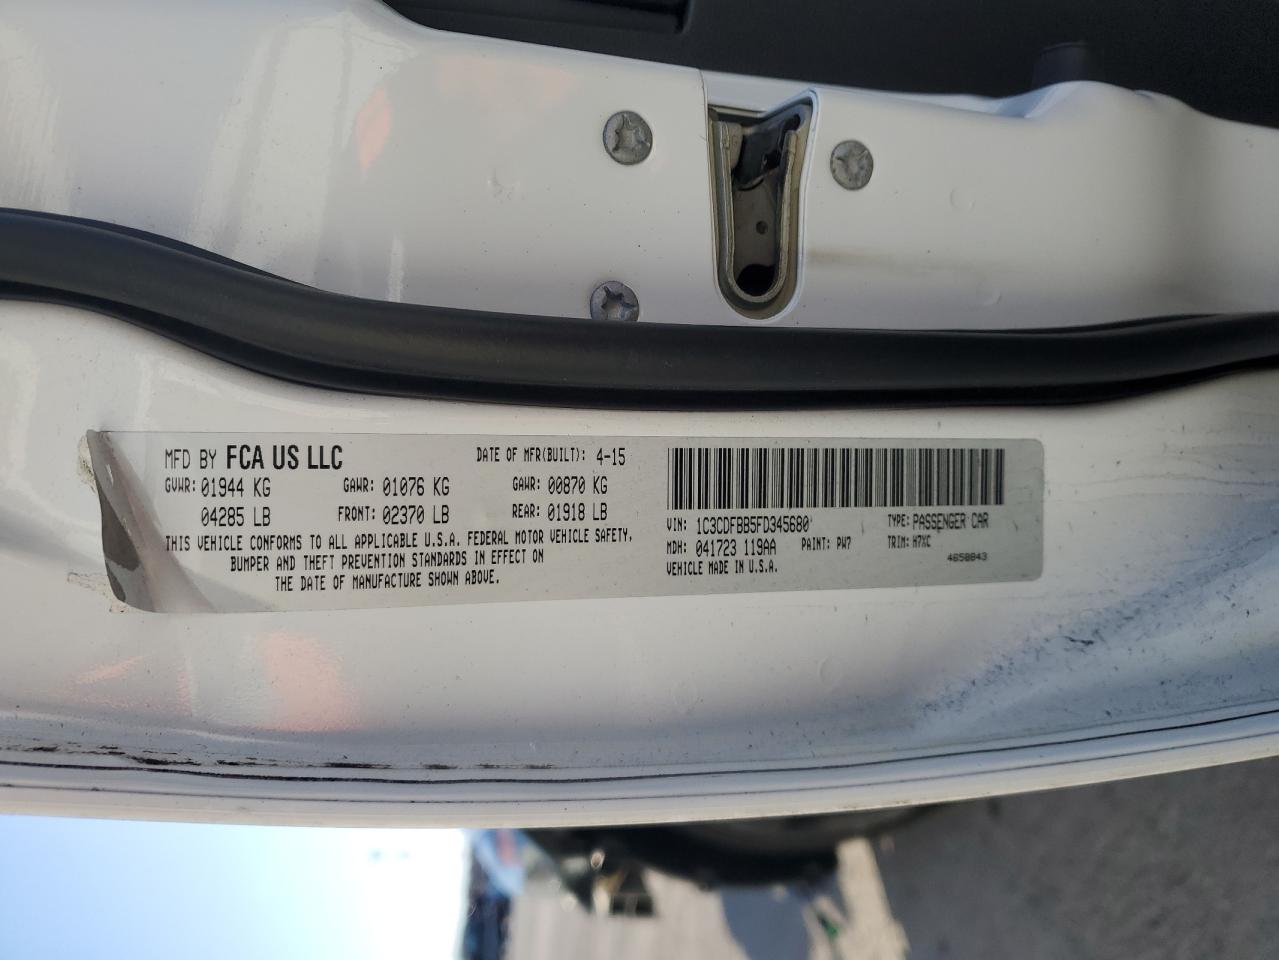 MFD BY FCA US LLC
DATE OF MFR(BUILT): 4-15
GVWR: 01944 KG
GAWR: 01076 KG
GAWR: 00870 KG
04285 LB
FRONT: 02370 LB
REAR: 01918 LB
THIS VEHICLE CONFORMS TO ALL APPLICABLE U.S.A. FEDERAL MOTOR VEHICLE SAFETY,
BUMPER AND THEFT PREVENTION STANDARDS IN EFFECT ON
THE DATE OF MANUFACTURE SHOWN ABOVE.
VIN: 1C3CDFBB5FD345680
TYPE: PASSENGER CAR
MDH: 041723 119AA
PAINT: PW7
TRIM: H7XC
VEHICLE MADE IN U.S.A.
4658843